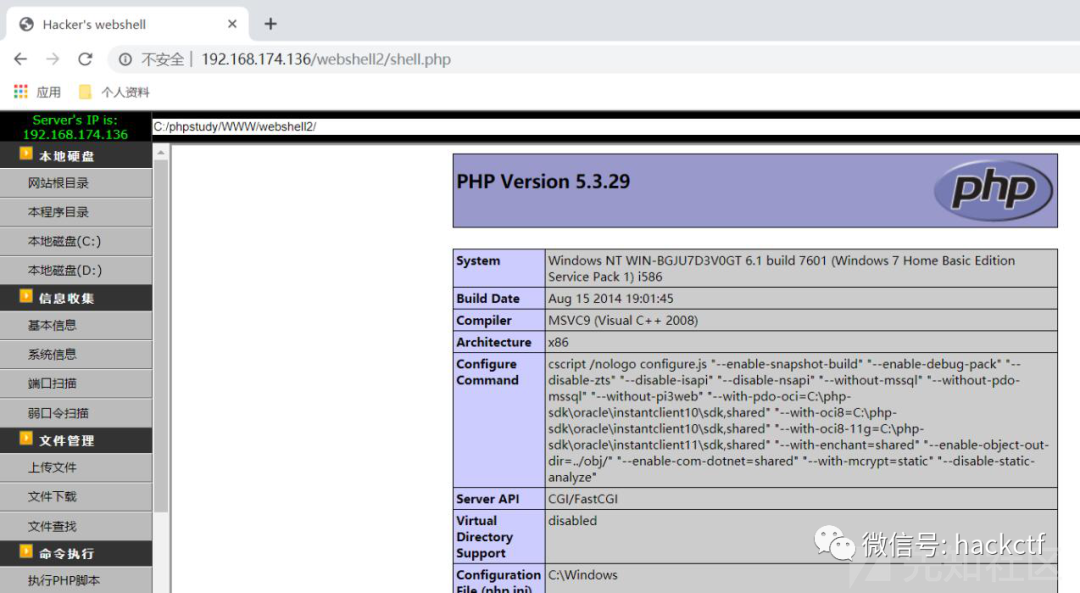 Hacker's webshell
不安全 | 192.168.174.136/webshell2/shell.php
应用 个人资料
Server's IP is:
192.168.174.136
C:/phpstudy/WWW/webshell2/
本地硬盘
网站根目录
本程序目录
本地磁盘(C:)
本地磁盘(D:)
信息收集
基本信息
系统信息
端口扫描
弱口令扫描
文件管理
上传文件
文件下载
文件查找
命令执行
执行PHP脚本
PHP Version 5.3.29
php
System
Windows NT WIN-BGJU7D3V0GT 6.1 build 7601 (Windows 7 Home Basic Edition
Service Pack 1) i586
Build Date
Aug 15 2014 19:01:45
Compiler
MSVC9 (Visual C++ 2008)
Architecture
x86
Configure
Command
cscript /nologo configure.js "--enable-snapshot-build" "--enable-debug-pack" "--
disable-zts" "--disable-isapi" "--disable-nsapi" "--without-mssql" "--without-pdo-
mssql" "--without-pi3web" "--with-pdo-oci=C:\php-
sdk\oracle\instantclient10\sdk,shared" "--with-oci8=C:\php-
sdk\oracle\instantclient10\sdk,shared" "--with-oci8-11g=C:\php-
sdk\oracle\instantclient11\sdk,shared" "--with-enchant=shared" "--enable-object-out-
dir=../obj/" "--enable-com-dotnet=shared" "--with-mcrypt=static" "--disable-static-
analyze"
Server API
CGI/FastCGI
Virtual
Directory
Support
disabled
Configuration
File (php.ini)
C:\Windows
微信号: hackctf
先知社区